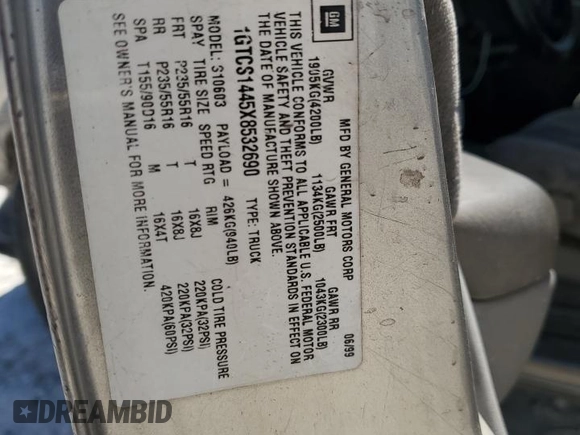 GM
MFD BY GENERAL MOTORS CORP 06/99
GVWR GAWR FRT GAWR RR
1905KG(4200LB) 1134KG(2500LB) 1043KG(2300LB)
THIS VEHICLE CONFORMS TO ALL APPLICABLE U.S. FEDERAL MOTOR
VEHICLE SAFETY AND THEFT PREVENTION STANDARDS IN EFFECT ON
THE DATE OF MANUFACTURE SHOWN ABOVE.
1GTCS1445X8532690 TYPE: TRUCK
MODEL: S10603 PAYLOAD = 426KG(940LB)
SPAY TIRE SIZE SPEED RTG RIM COLD TIRE PRESSURE
FRT P235/55R16 T 16X8J 220KPA(32PSI)
RR P235/55R16 T 16X8J 220KPA(32PSI)
SPA T155/90D16 M 16X4T 420KPA(60PSI)
SEE OWNER'S MANUAL FOR MORE INFORMATION.
DREAMBID